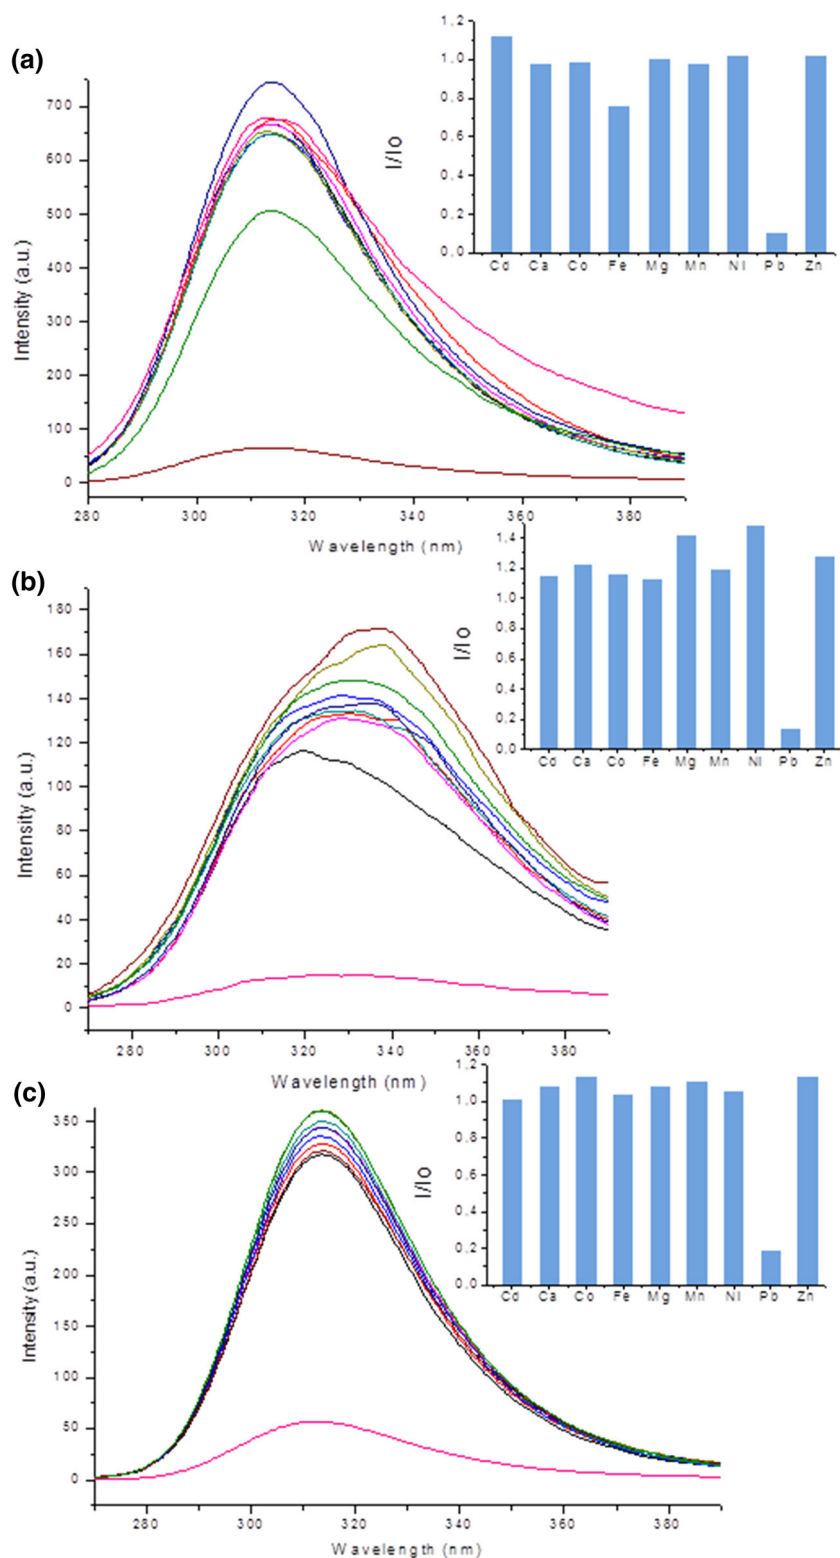 (a)
Intensity (a.u.)
700
600
500
400
300
200
100
0
280 300 320 340 360 380
Wavelength (nm)
I/Io
1,2
1,0
0,8
0,6
0,4
0,2
0,0
Cd Ca Co Fe Mg Mn NI Pb Zn
(b)
Intensity (a.u.)
180
160
140
120
100
80
60
40
20
0
280 300 320 340 360 380
Wavelength (nm)
I/Io
1,4
1,2
1,0
0,8
0,6
0,4
0,2
0,0
Cd Ca Co Fe Mg Mn NI Pb Zn
(c)
Intensity (a.u.)
350
300
250
200
150
100
50
0
280 300 320 340 360 380
Wavelength (nm)
I/Io
1,2
1,0
0,8
0,6
0,4
0,2
0,0
Cd Ca Co Fe Mg Mn NI Pb Zn